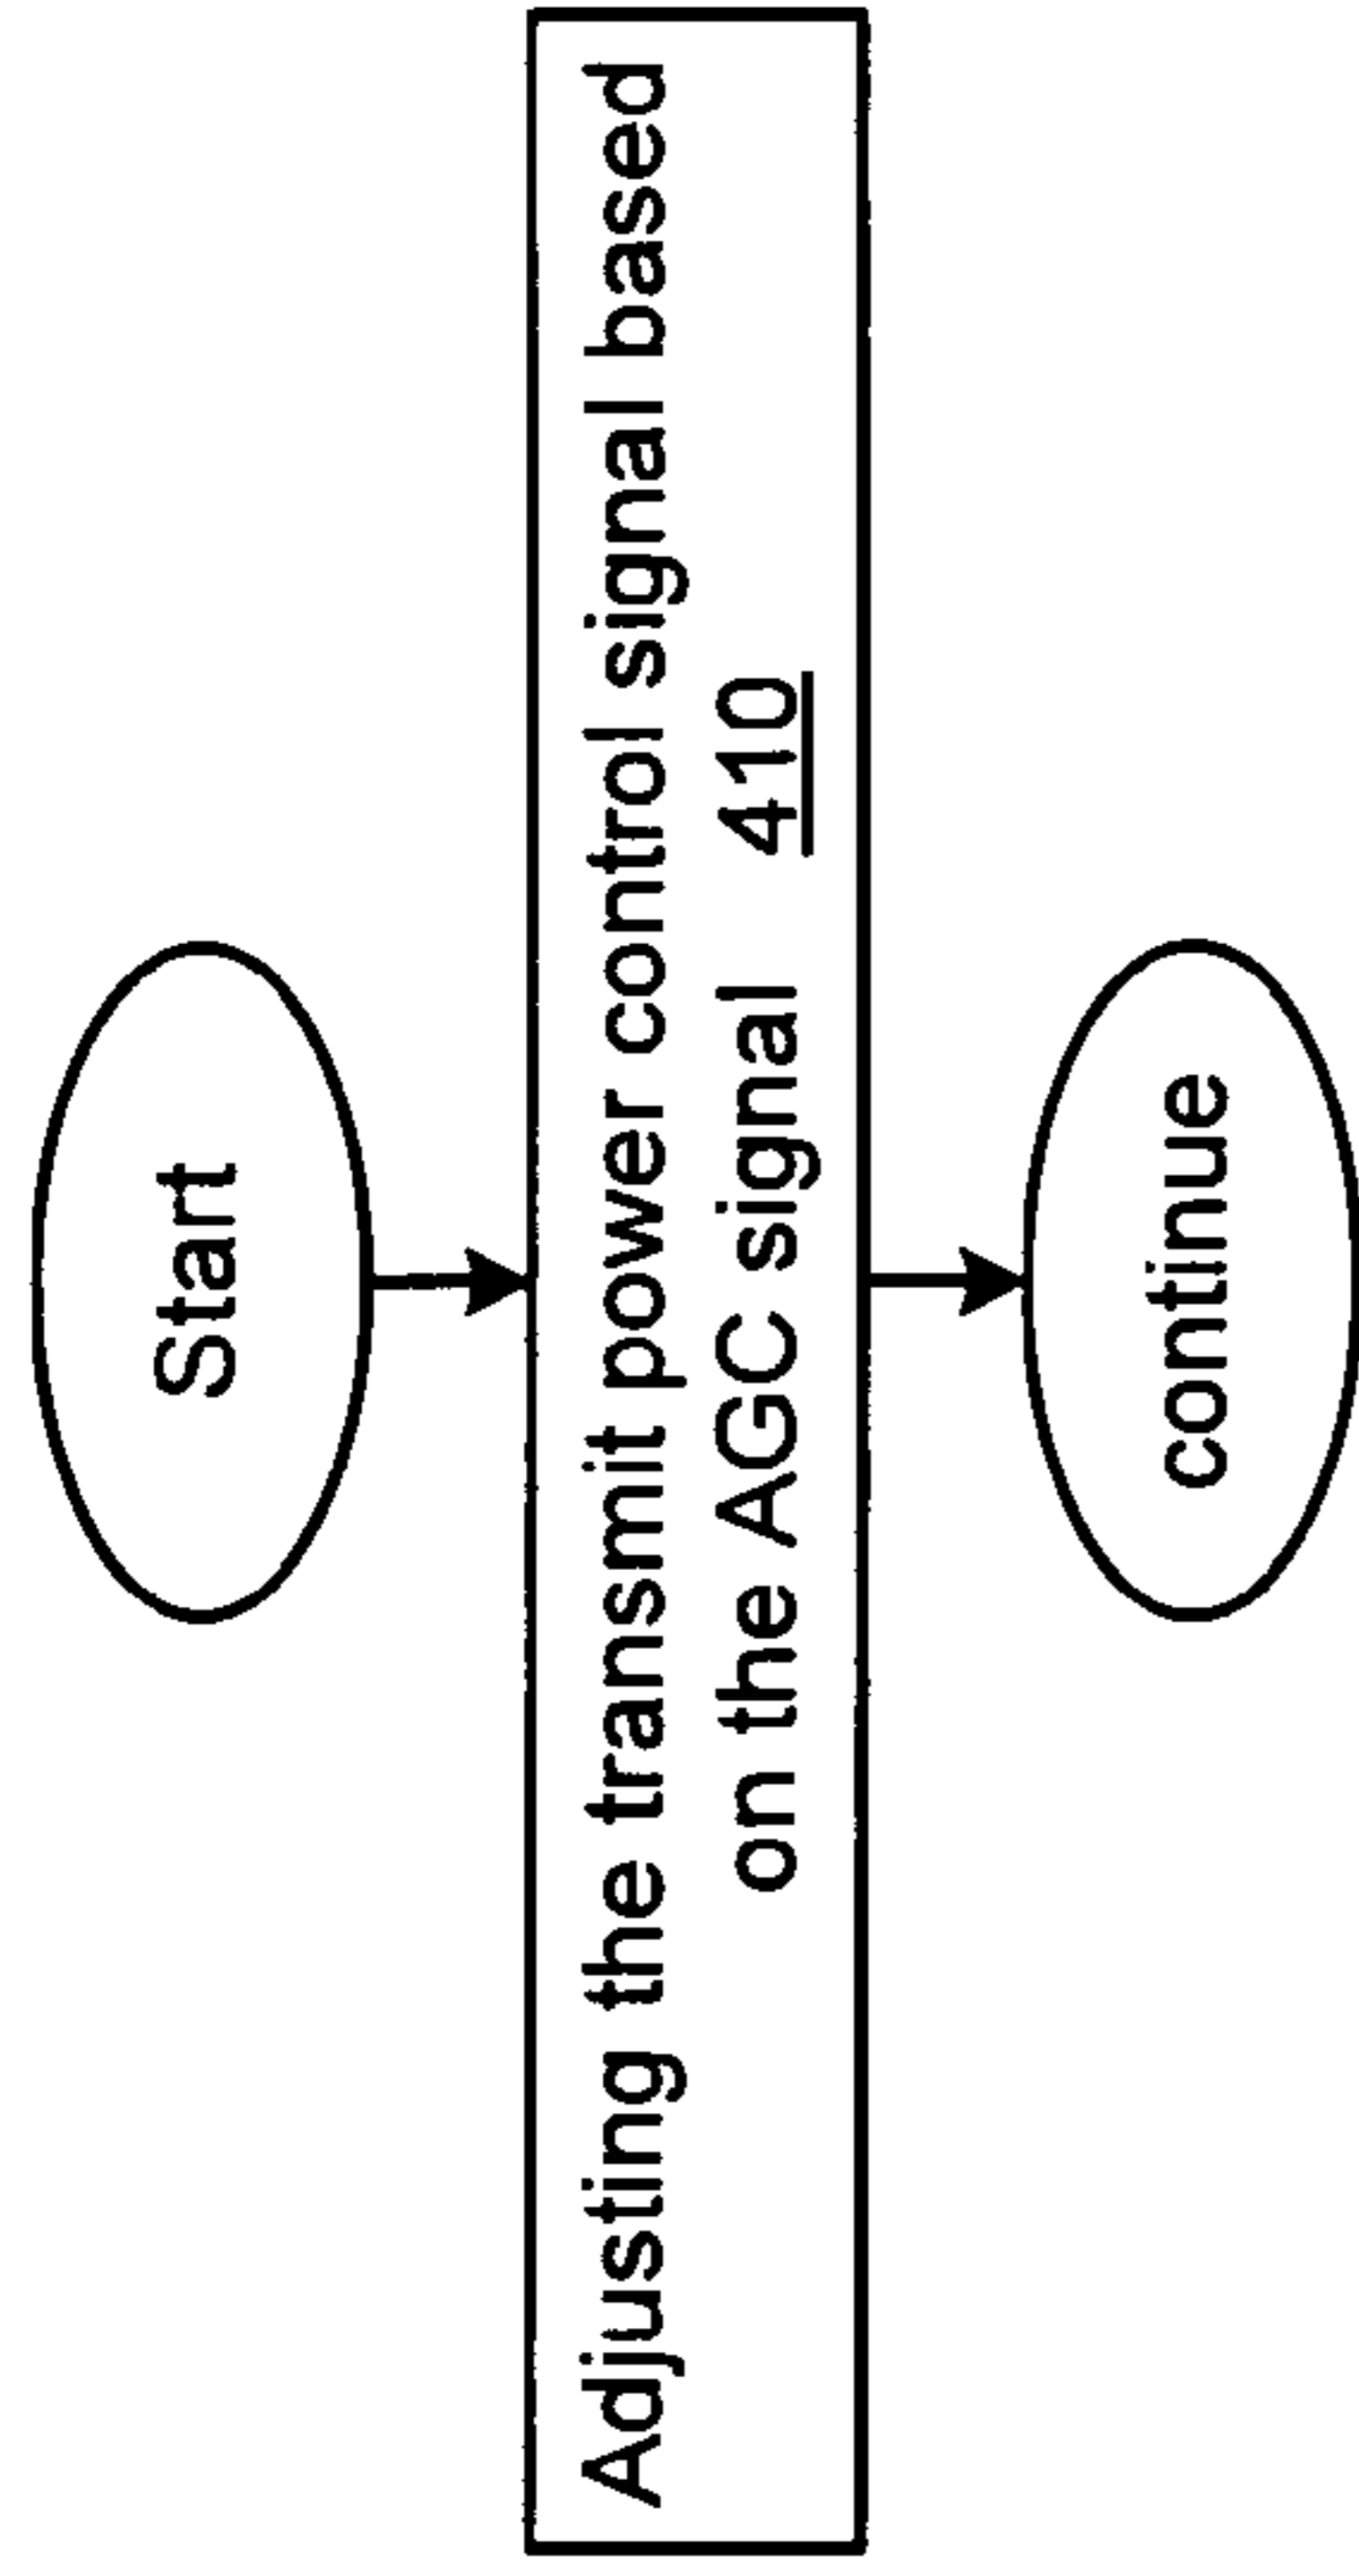 Start
Adjusting the transmit power control signal based
on the AGC signal 410
continue